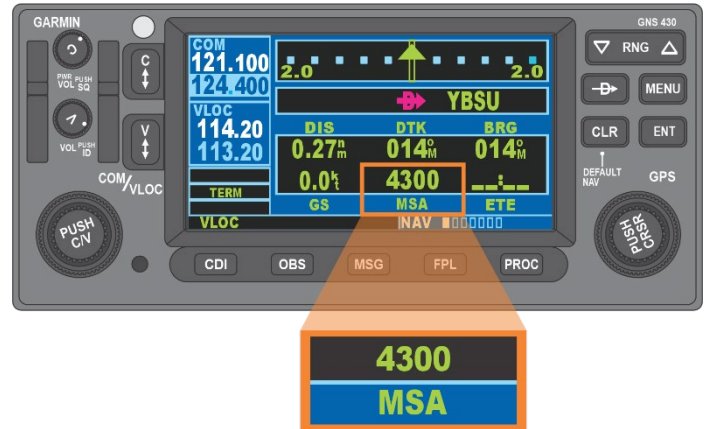 GARMIN
GNS 430
PWR PUSH
VOL SQ
C
COM
121.100
124.400
2.0 2.0
YBSU
RNG
D
MENU
VLOC
114.20
113.20
DIS DTK BRG
0.27nm 014°M 014°M
0.0kt 4300 __:__
GS MSA ETE
TERM
VLOC
NAV
V
VOL PUSH
ID
COM/VLOC
PUSH
C/V
CLR
ENT
DEFAULT
NAV
GPS
PUSH
CRSR
CDI OBS MSG FPL PROC
4300
MSA